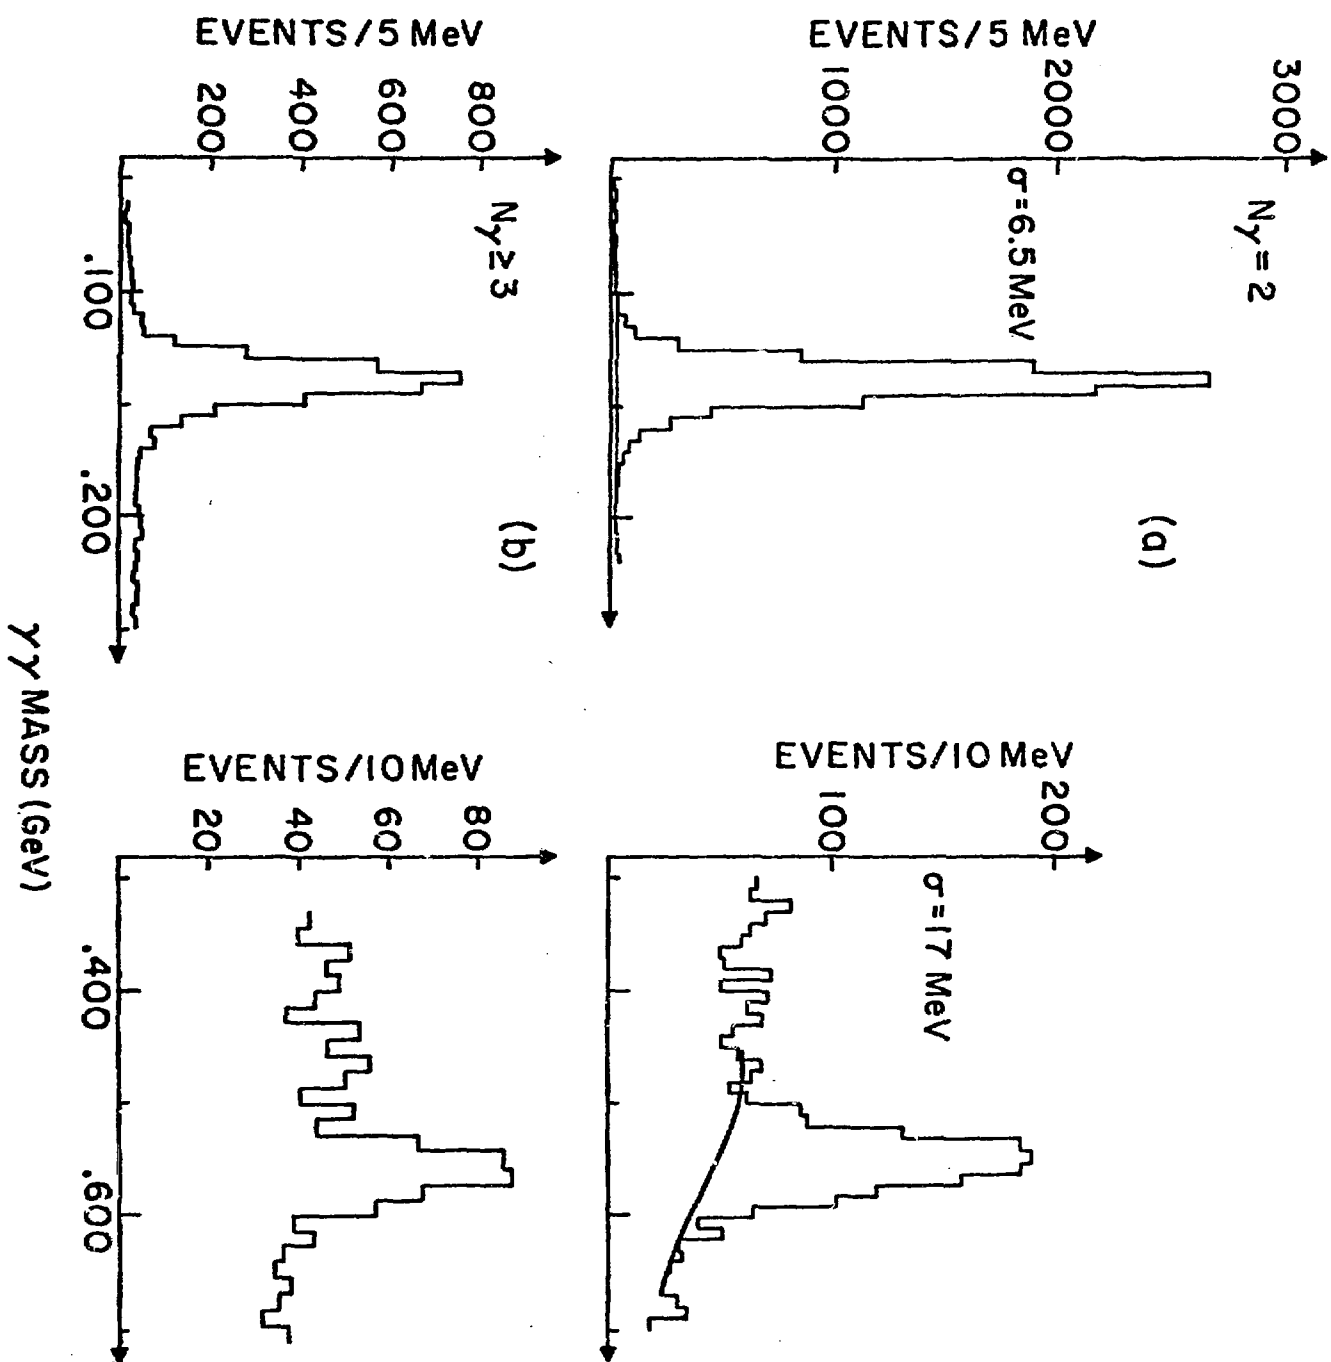 EVENTS/5 MeV
1000
2000
3000
Nγ = 2
σ = 6.5 MeV
(a)
EVENTS/10 MeV
100
200
σ = 17 MeV
EVENTS/5 MeV
200
400
600
800
Nγ ≥ 3
(b)
.100
.200
EVENTS/10 MeV
20
40
60
80
.400
.600
γγ MASS (GeV)